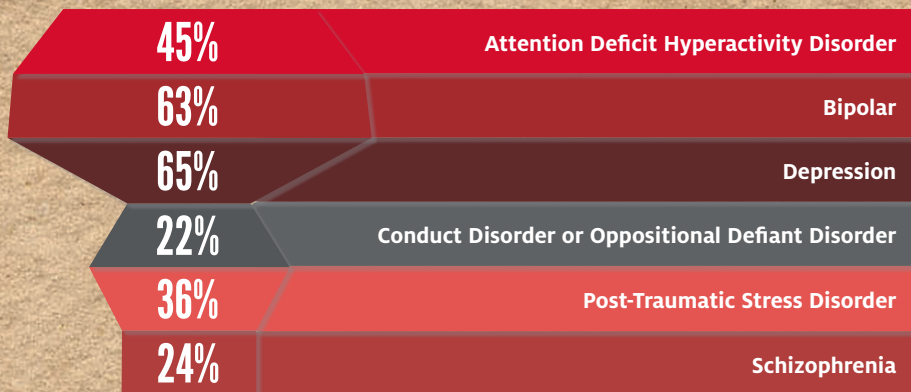 45% Attention Deficit Hyperactivity Disorder
63% Bipolar
65% Depression
22% Conduct Disorder or Oppositional Defiant Disorder
36% Post-Traumatic Stress Disorder
24% Schizophrenia